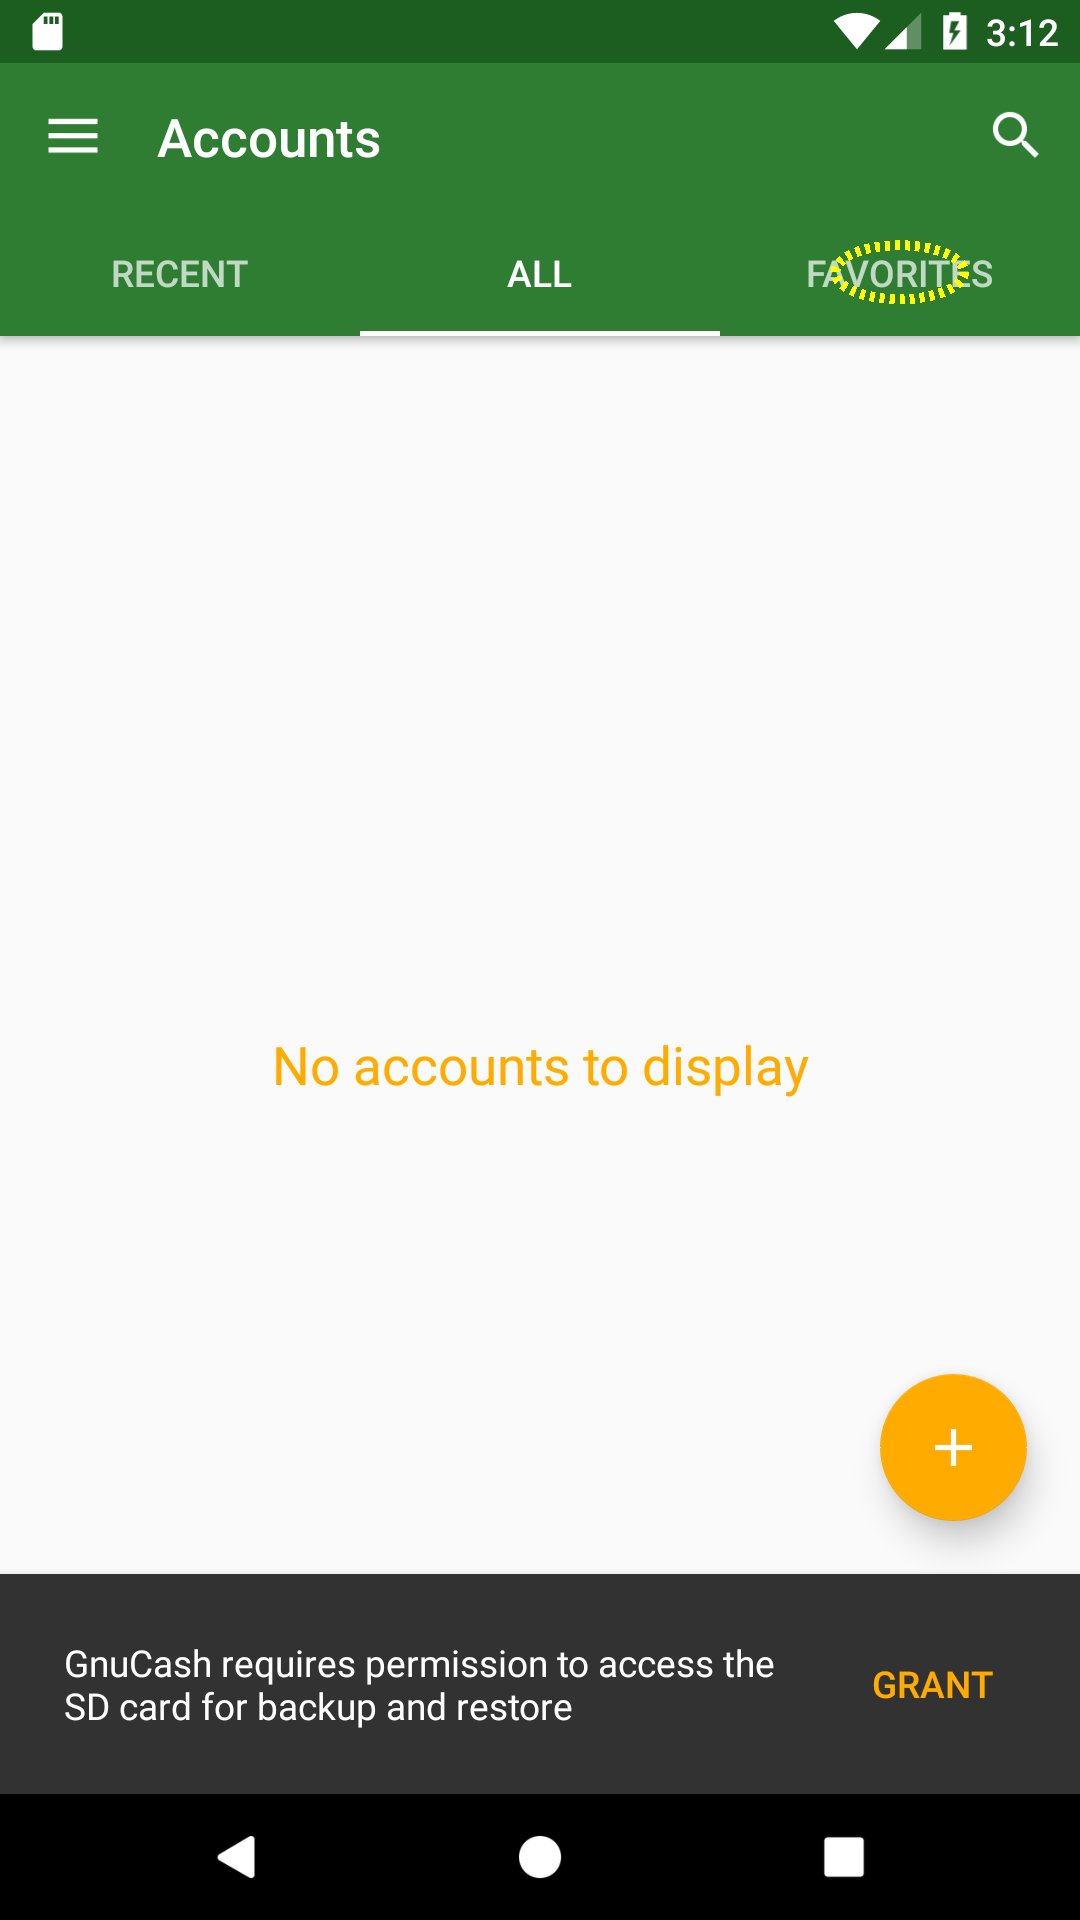 3:12
Accounts
RECENT
ALL
FAVORITES
No accounts to display
GnuCash requires permission to access the
SD card for backup and restore
GRANT